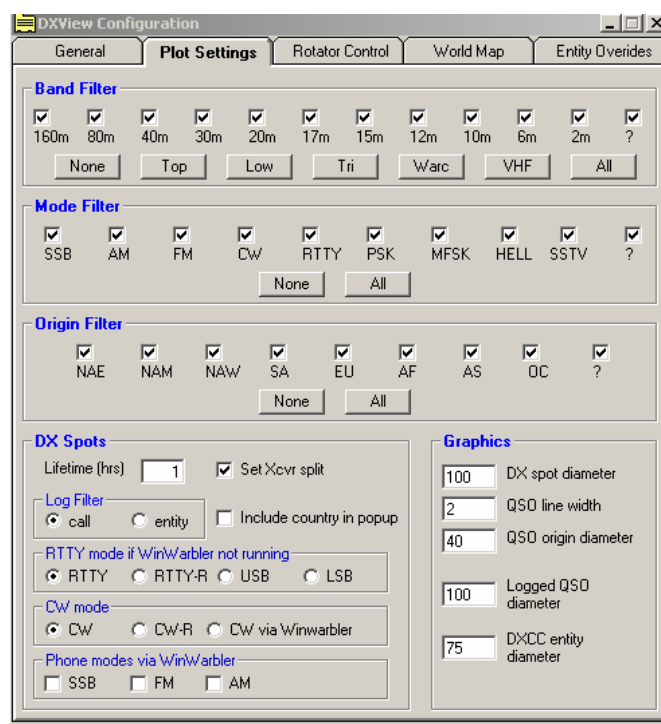 DXView Configuration
General Plot Settings Rotator Control World Map Entity Overides
Band Filter
160m 80m 40m 30m 20m 17m 15m 12m 10m 6m 2m ?
None Top Low Tri Warc VHF All
Mode Filter
SSB AM FM CW RTTY PSK MFSK HELL SSTV ?
None All
Origin Filter
NAE NAM NAW SA EU AF AS OC ?
None All
DX Spots
Lifetime (hrs) 1 Set Xcvr split
Log Filter
call entity Include country in popup
RTTY mode if WinWarbler not running
RTTY RTTY-R USB LSB
CW mode
CW CW-R CW via Winwarbler
Phone modes via WinWarbler
SSB FM AM
Graphics
100 DX spot diameter
2 QSO line width
40 QSO origin diameter
100 Logged QSO
diameter
75 DXCC entity
diameter